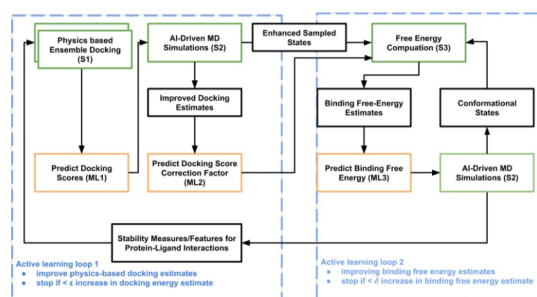 Physics based
Ensemble Docking
(S1)
AI-Driven MD
Simulations (S2)
Enhanced Sampled
States
Free Energy
Compuation (S3)
Improved Docking
Estimates
Binding Free-Energy
Estimates
Conformational
States
Predict Docking
Scores (ML1)
Predict Docking Score
Correction Factor (ML2)
Predict Binding Free
Energy (ML3)
AI-Driven MD
Simulations (S2)
Stability Measures/Features for
Protein-Ligand Interactions
Active learning loop 1
• improve physics-based docking estimates
• stop if < ε increase in docking energy estimate
Active learning loop 2
• improving binding free energy estimates
• stop if < δ increase in binding free energy estimate